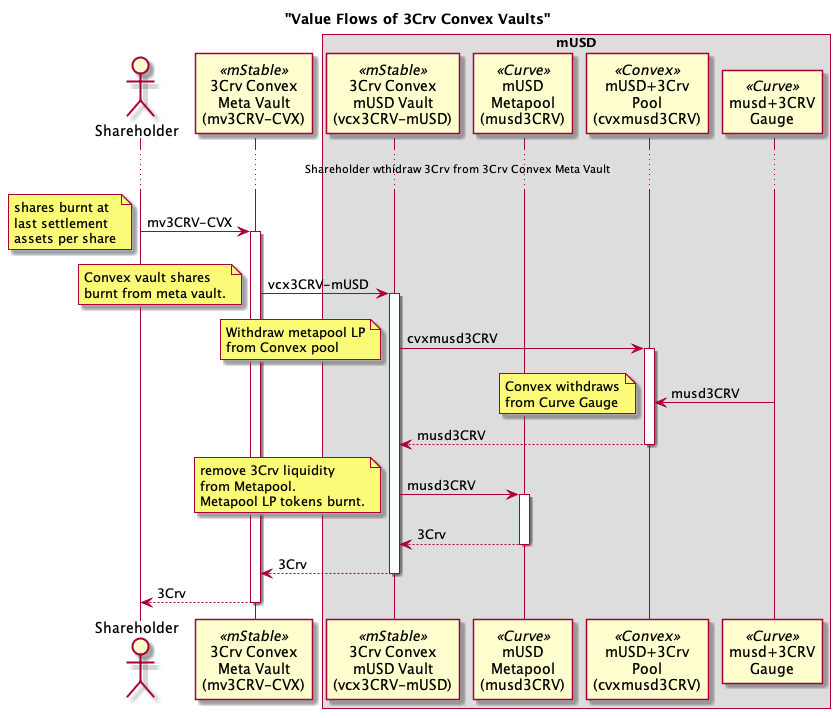 "Value Flows of 3Crv Convex Vaults"
mUSD
Shareholder
«mStable»
3Crv Convex
Meta Vault
(mv3CRV-CVX)
«mStable»
3Crv Convex
mUSD Vault
(vcx3CRV-mUSD)
«Curve»
mUSD
Metapool
(musd3CRV)
«Convex»
mUSD+3Crv
Pool
(cvxmusd3CRV)
«Curve»
musd+3CRV
Gauge
Shareholder wthidraw 3Crv from 3Crv Convex Meta Vault
shares burnt at
last settlement
assets per share
mv3CRV-CVX
Convex vault shares
burnt from meta vault.
vcx3CRV-mUSD
Withdraw metapool LP
from Convex pool
cvxmusd3CRV
Convex withdraws
from Curve Gauge
musd3CRV
musd3CRV
remove 3Crv liquidity
from Metapool.
Metapool LP tokens burnt.
musd3CRV
3Crv
3Crv
3Crv
Shareholder
«mStable»
3Crv Convex
Meta Vault
(mv3CRV-CVX)
«mStable»
3Crv Convex
mUSD Vault
(vcx3CRV-mUSD)
«Curve»
mUSD
Metapool
(musd3CRV)
«Convex»
mUSD+3Crv
Pool
(cvxmusd3CRV)
«Curve»
musd+3CRV
Gauge